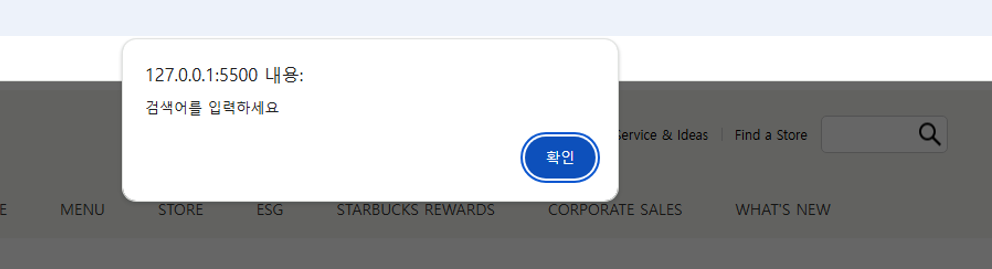 127.0.0.1:5500 내용:
검색어를 입력하세요
확인
Service & Ideas | Find a Store
E MENU STORE ESG STARBUCKS REWARDS CORPORATE SALES WHAT'S NEW